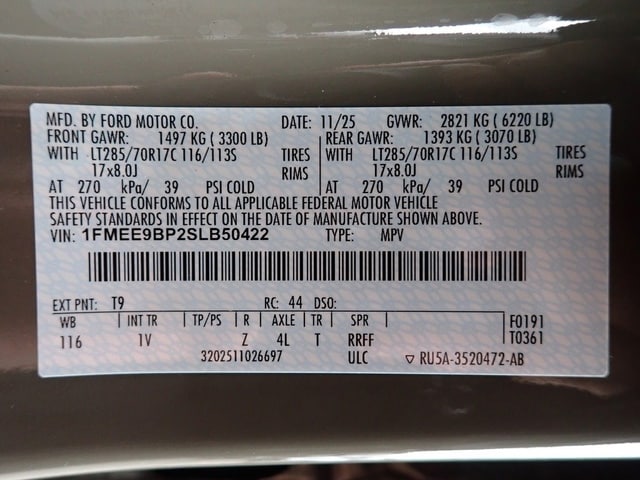 MFD. BY FORD MOTOR CO. DATE: 11/25 GVWR: 2821 KG ( 6220 LB)
FRONT GAWR: 1497 KG ( 3300 LB) REAR GAWR: 1393 KG ( 3070 LB)
WITH LT285/70R17C 116/113S TIRES WITH LT285/70R17C 116/113S TIRES
17x8.0J RIMS 17x8.0J RIMS
AT 270 kPa/ 39 PSI COLD AT 270 kPa/ 39 PSI COLD
THIS VEHICLE CONFORMS TO ALL APPLICABLE FEDERAL MOTOR VEHICLE
SAFETY STANDARDS IN EFFECT ON THE DATE OF MANUFACTURE SHOWN ABOVE.
VIN: 1FMEE9BP2SLB50422 TYPE: MPV
EXT PNT: T9 RC: 44 DSO:
WB INT TR TP/PS R AXLE TR SPR F0191
116 1V Z 4L T RRFF T0361
3202511026697 ULC ▽ RU5A-3520472-AB